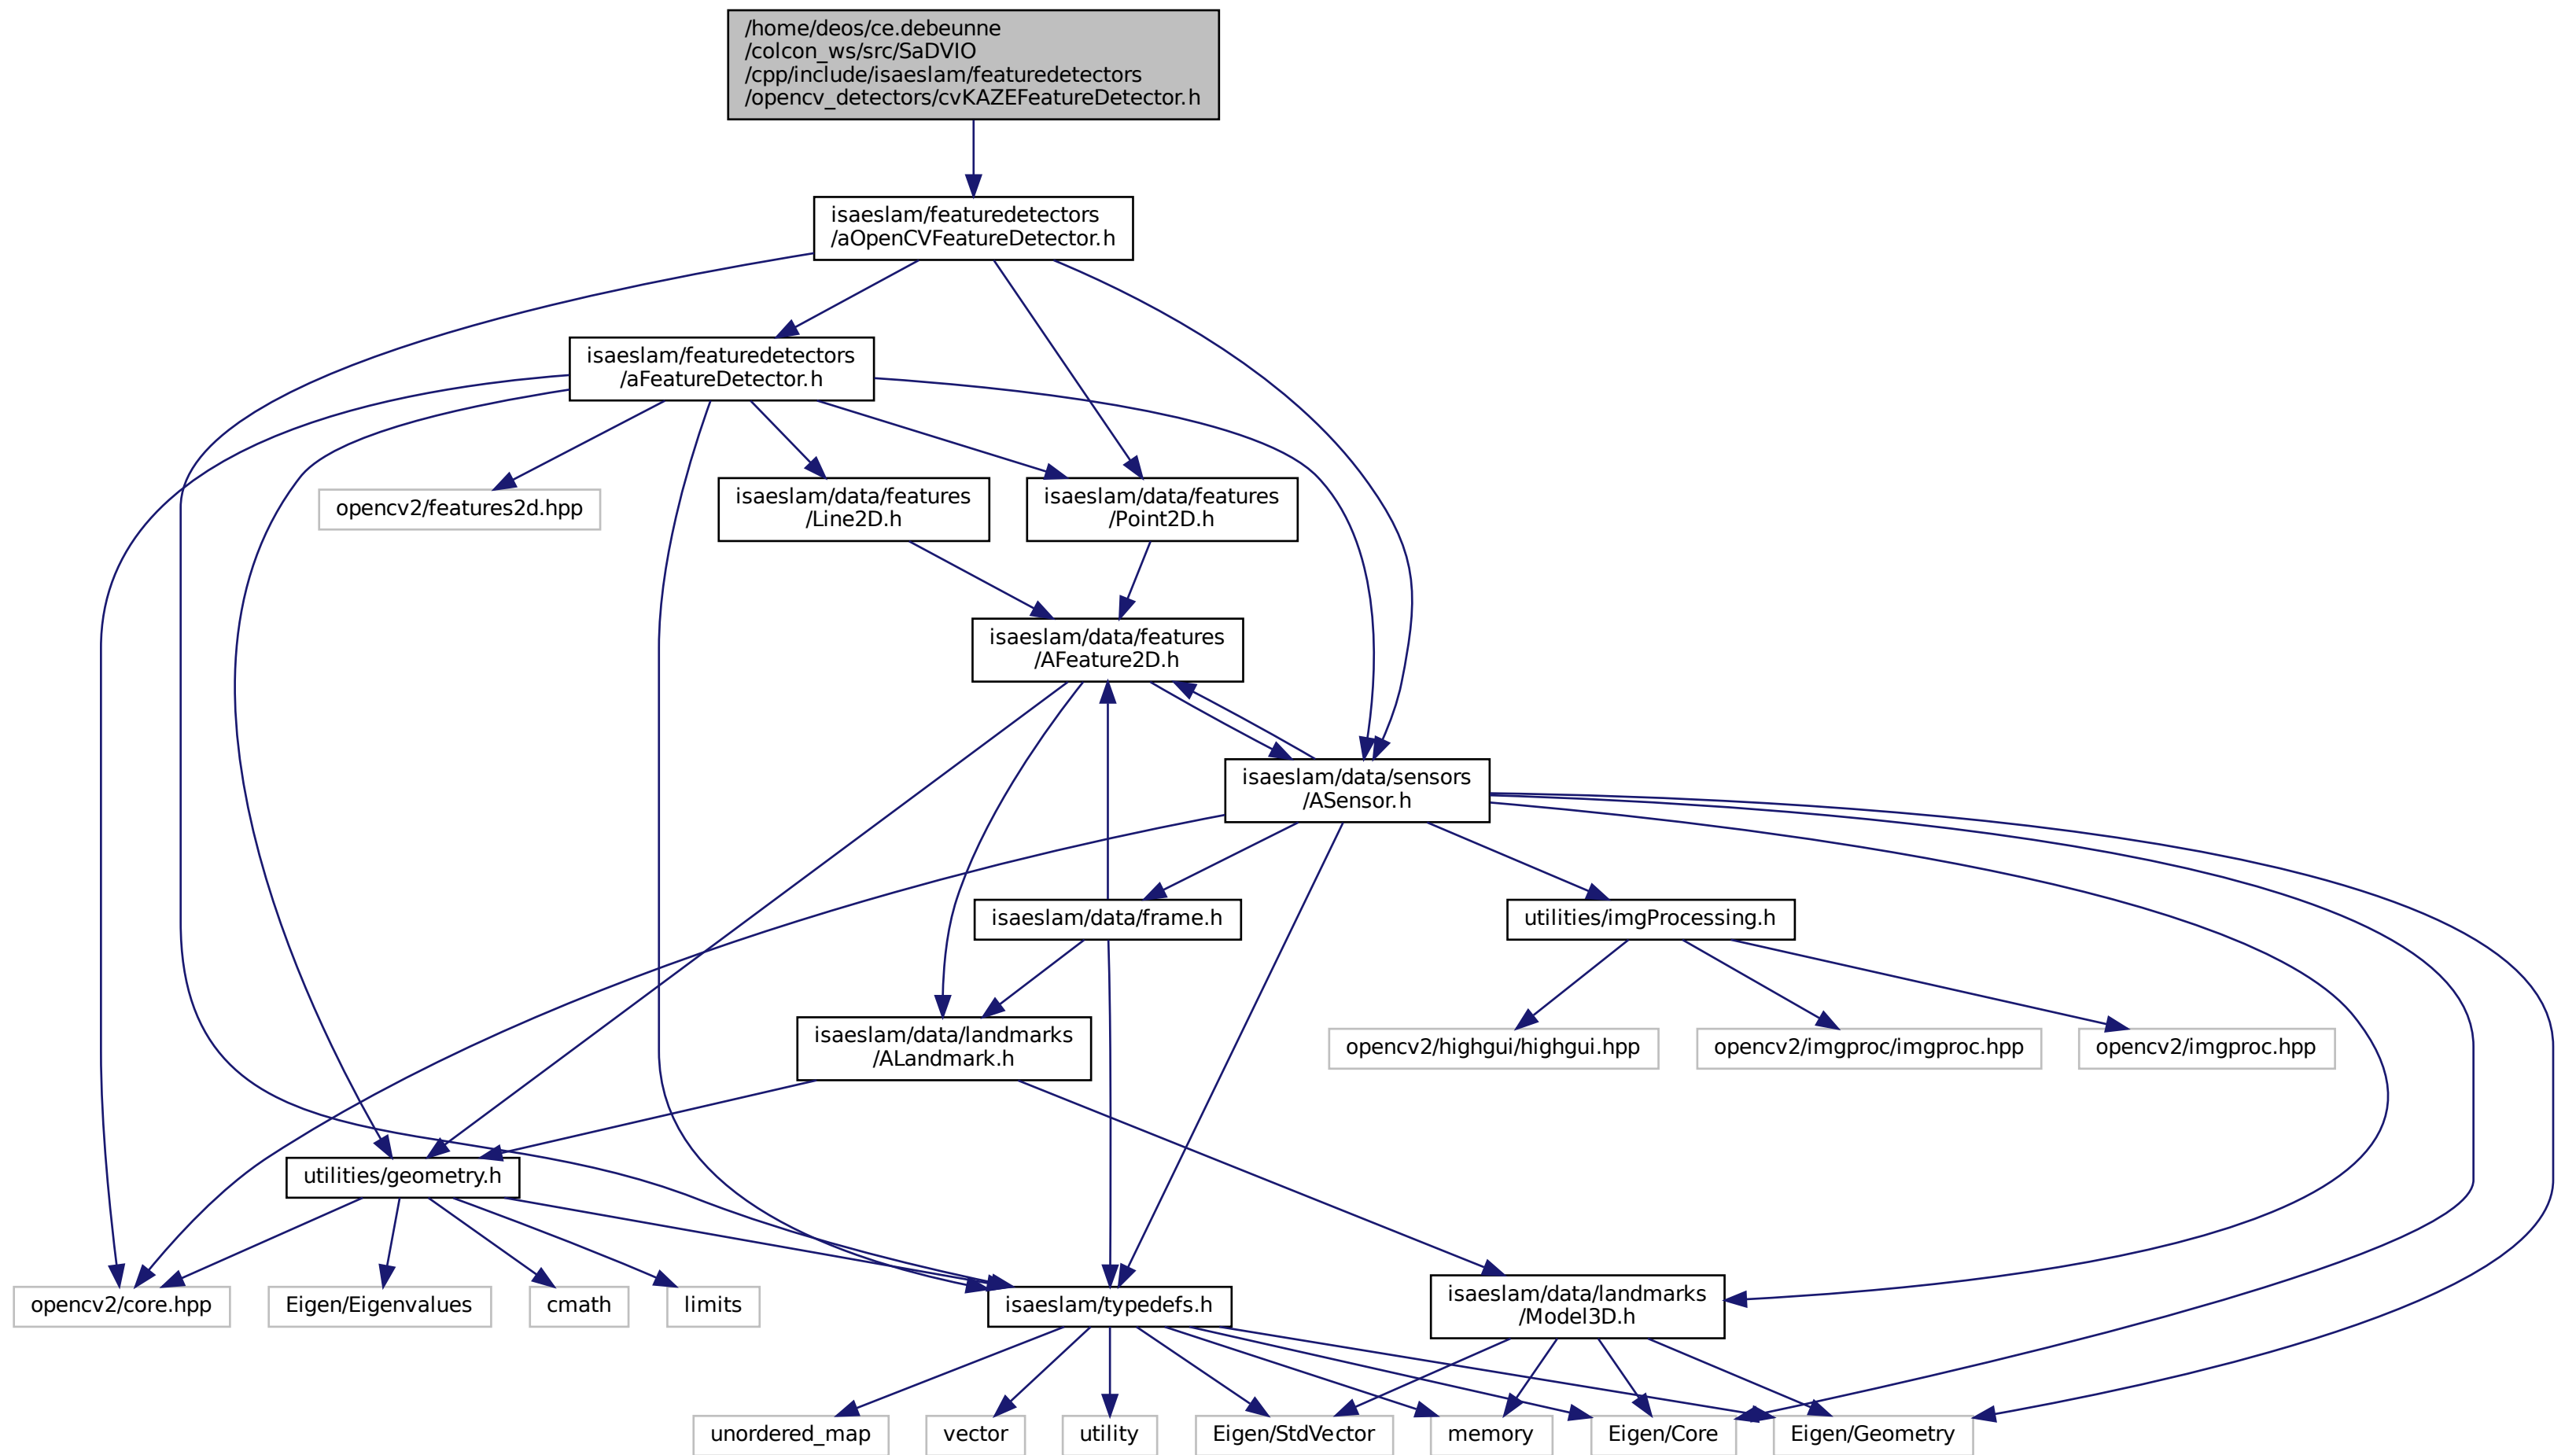 /home/deos/ce.debeunne
/colcon_ws/src/SaDVIO
/cpp/include/isaeslam/featuredetectors
/opencv_detectors/cvKAZEFeatureDetector.h
isaeslam/featuredetectors
/aOpenCVFeatureDetector.h
isaeslam/featuredetectors
/aFeatureDetector.h
opencv2/features2d.hpp
isaeslam/data/features
/Line2D.h
isaeslam/data/features
/Point2D.h
isaeslam/data/features
/AFeature2D.h
isaeslam/data/sensors
/ASensor.h
isaeslam/data/frame.h
utilities/imgProcessing.h
isaeslam/data/landmarks
/ALandmark.h
opencv2/highgui/highgui.hpp
opencv2/imgproc/imgproc.hpp
opencv2/imgproc.hpp
utilities/geometry.h
opencv2/core.hpp
Eigen/Eigenvalues
cmath
limits
isaeslam/typedefs.h
isaeslam/data/landmarks
/Model3D.h
unordered_map
vector
utility
Eigen/StdVector
memory
Eigen/Core
Eigen/Geometry